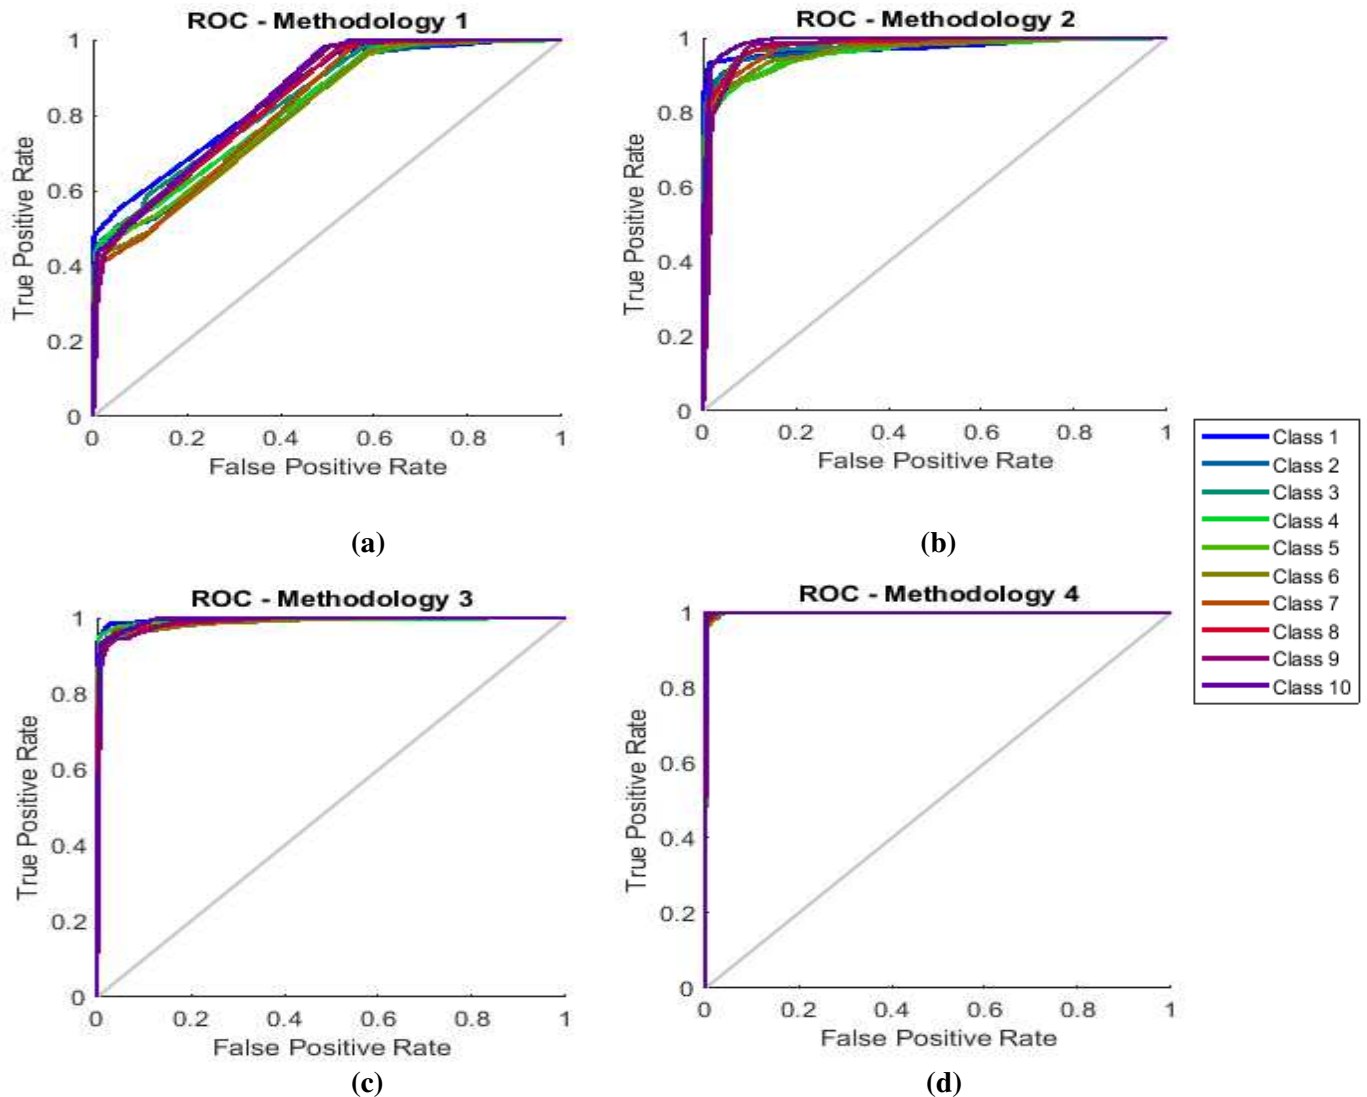 ROC - Methodology 1
True Positive Rate
1
0.8
0.6
0.4
0.2
0
0 0.2 0.4 0.6 0.8 1
False Positive Rate
(a)
ROC - Methodology 2
True Positive Rate
1
0.8
0.6
0.4
0.2
0
0 0.2 0.4 0.6 0.8 1
False Positive Rate
(b)
Class 1
Class 2
Class 3
Class 4
Class 5
Class 6
Class 7
Class 8
Class 9
Class 10
ROC - Methodology 3
True Positive Rate
1
0.8
0.6
0.4
0.2
0
0 0.2 0.4 0.6 0.8 1
False Positive Rate
(c)
ROC - Methodology 4
True Positive Rate
1
0.8
0.6
0.4
0.2
0
0 0.2 0.4 0.6 0.8 1
False Positive Rate
(d)